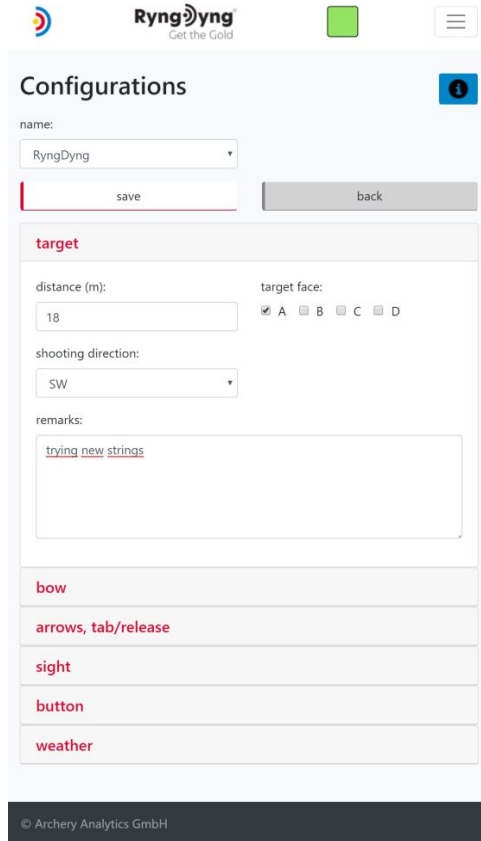 RyngDyng®
Get the Gold
Configurations
name:
RyngDyng
save back
target
distance (m): target face:
18 A B C D
shooting direction:
SW
remarks:
trying new strings
bow
arrows, tab/release
sight
button
weather
© Archery Analytics GmbH